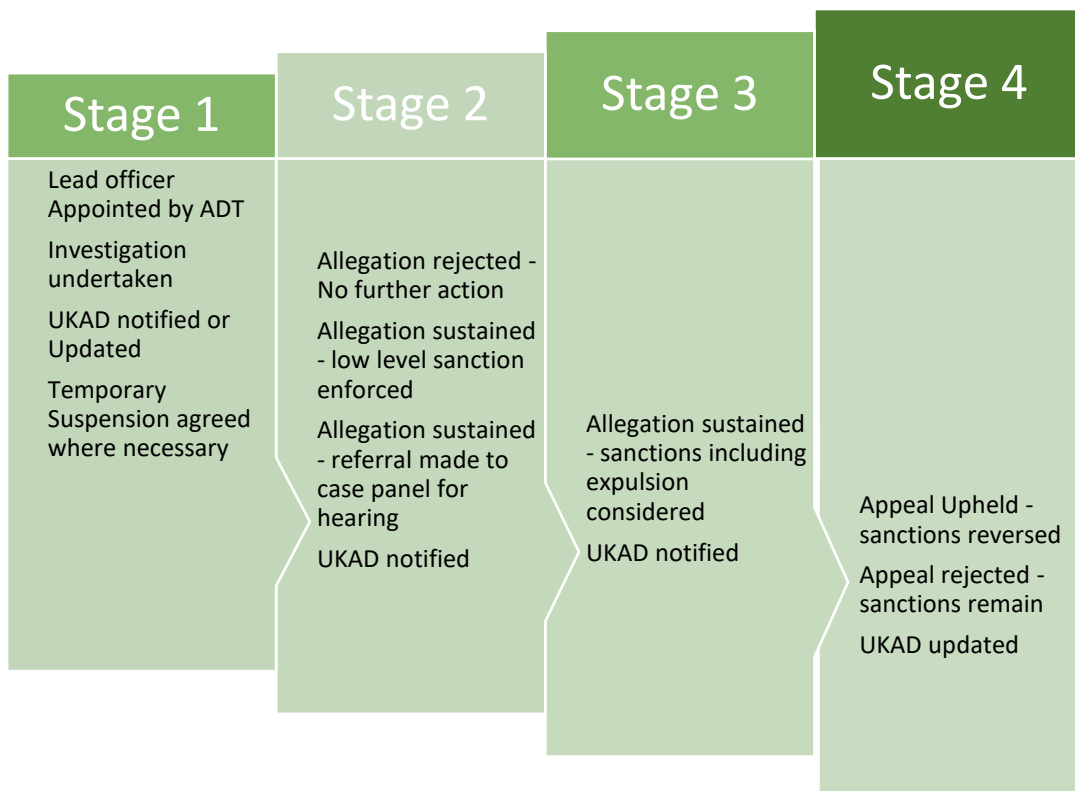 Stage 1
Lead officer
Appointed by ADT
Investigation
undertaken
UKAD notified or
Updated
Temporary
Suspension agreed
where necessary
Stage 2
Allegation rejected -
No further action
Allegation sustained
- low level sanction
enforced
Allegation sustained
- referral made to
case panel for
hearing
UKAD notified
Stage 3
Allegation sustained
- sanctions including
expulsion
considered
UKAD notified
Stage 4
Appeal Upheld -
sanctions reversed
Appeal rejected -
sanctions remain
UKAD updated